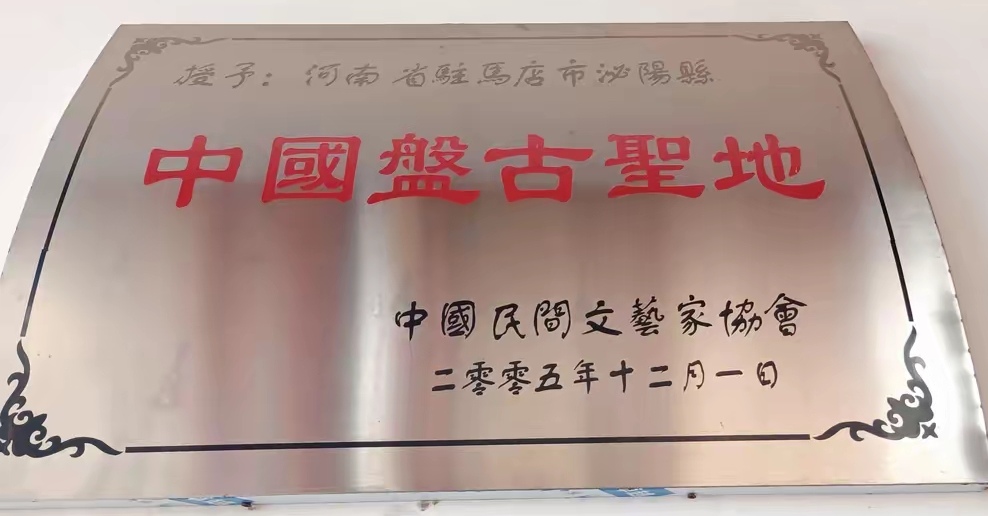 授予：河南省駐馬店市泌陽縣
中國盤古聖地
中國民間文藝家協會
二零零五年十二月一日